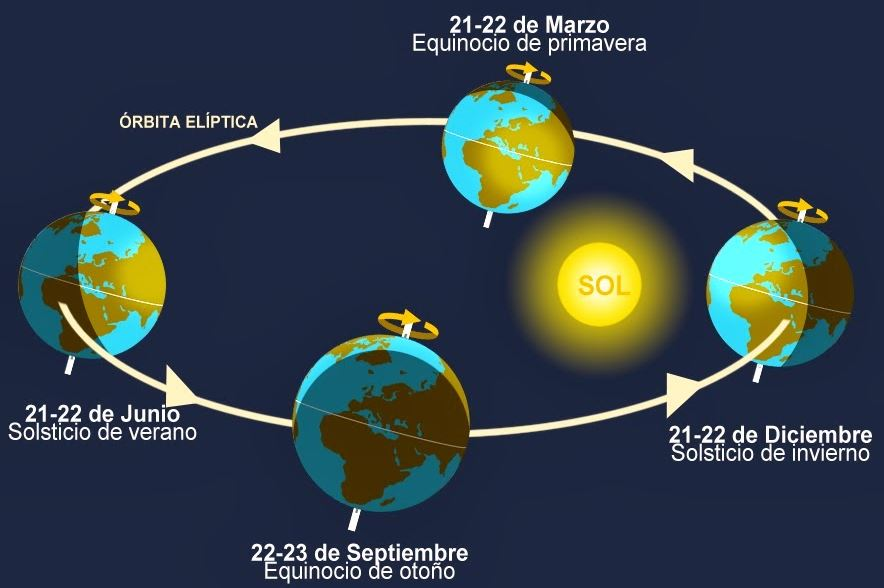 21-22 de Marzo
Equinocio de primavera
ÓRBITA ELÍPTICA
SOL
21-22 de Junio
Solsticio de verano
21-22 de Diciembre
Solsticio de invierno
22-23 de Septiembre
Equinocio de otoño